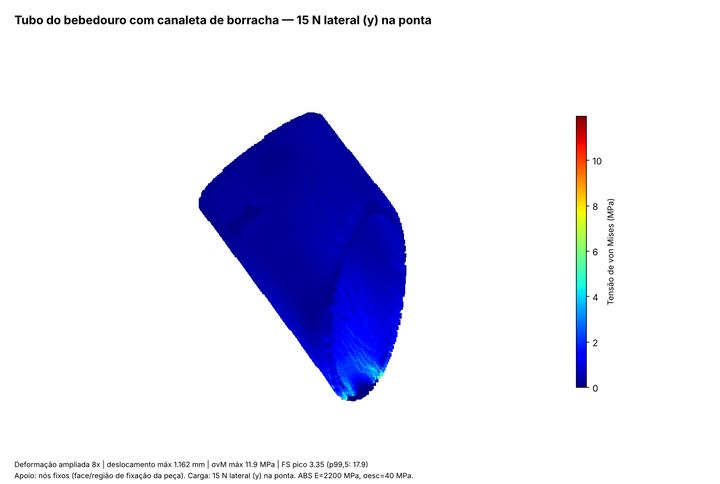 Tubo do bebedouro com canaleta de borracha — 15 N lateral (y) na ponta
10
8
6
4
2
0
Tensão de von Mises (MPa)
Deformação ampliada 8x | deslocamento máx 1.162 mm | σvM máx 11.9 MPa | FS pico 3.35 (p99,5: 17.9)
Apoio: nós fixos (face/região de fixação da peça). Carga: 15 N lateral (y) na ponta. ABS E=2200 MPa, σesc=40 MPa.